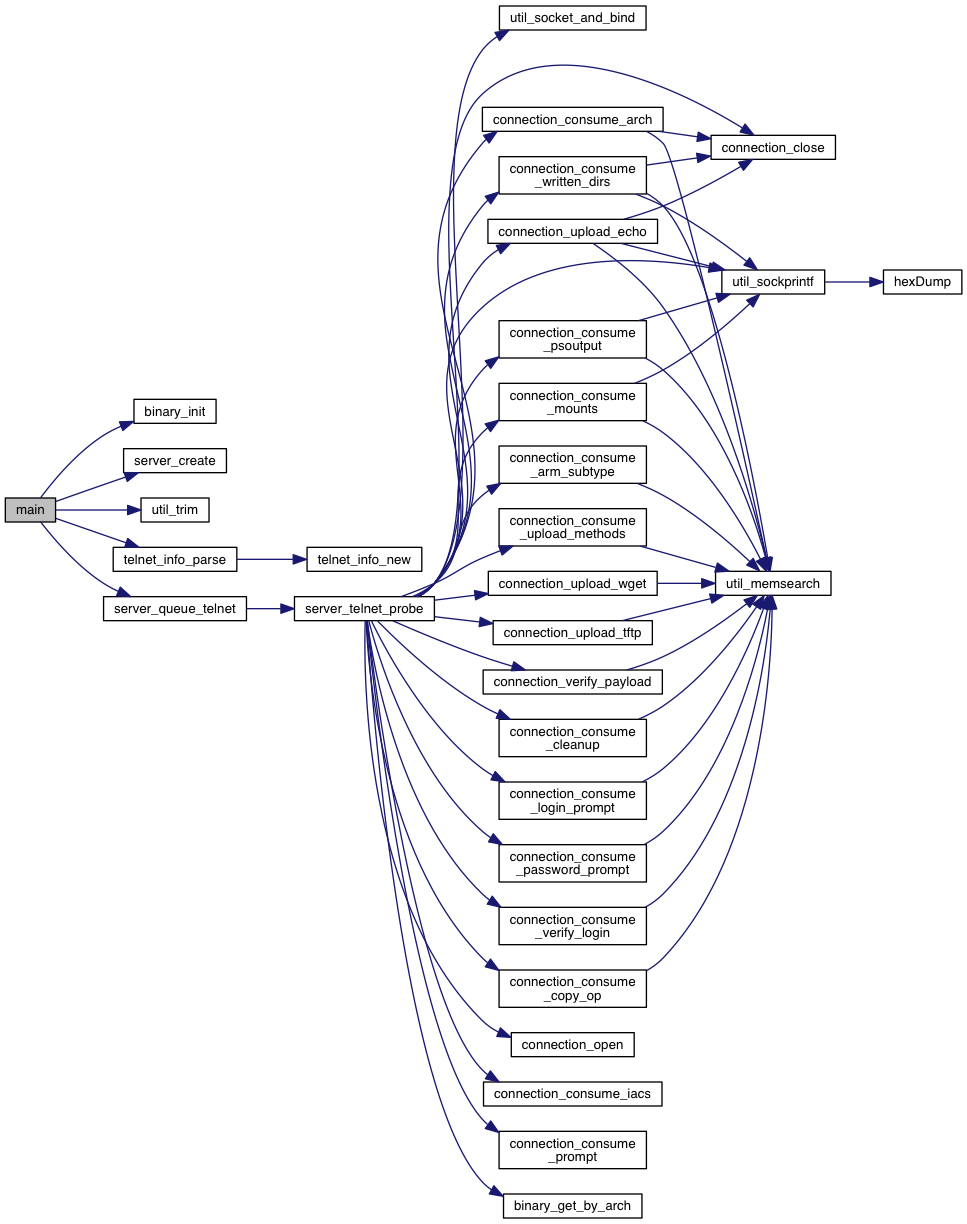 util_socket_and_bind
connection_consume_arch
connection_close
connection_consume
_written_dirs
connection_upload_echo
util_sockprintf
hexDump
connection_consume
_psoutput
connection_consume
_mounts
binary_init
connection_consume
_arm_subtype
server_create
main
util_trim
connection_consume
_upload_methods
telnet_info_parse
telnet_info_new
connection_upload_wget
util_memsearch
server_queue_telnet
server_telnet_probe
connection_upload_tftp
connection_verify_payload
connection_consume
_cleanup
connection_consume
_login_prompt
connection_consume
_password_prompt
connection_consume
_verify_login
connection_consume
_copy_op
connection_open
connection_consume_iacs
connection_consume
_prompt
binary_get_by_arch